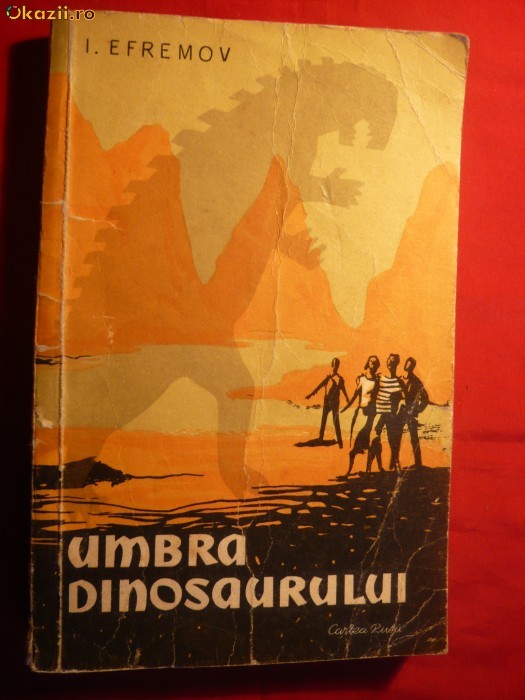 Okazii.ro
I. EFREMOV
UMBRA
DINOSAURULUI
Cartea Rusă